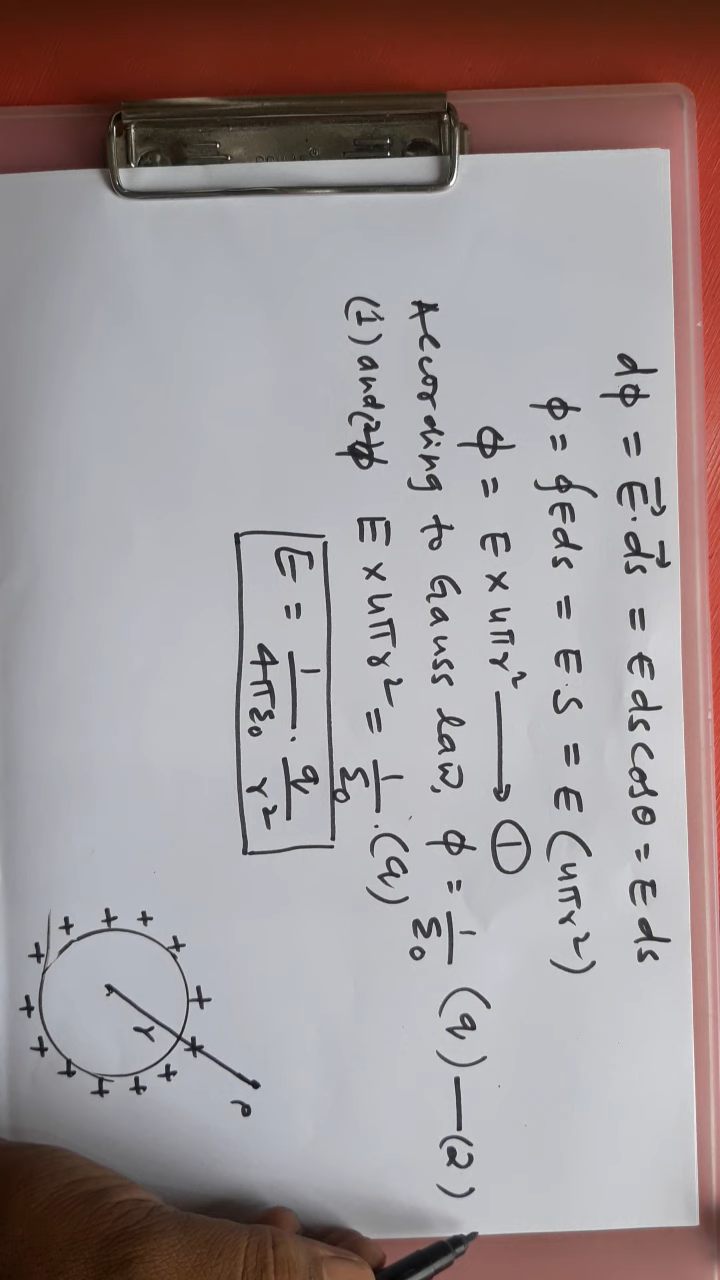 dφ = E⃗·ds⃗ = E ds cosθ = E ds
φ = ∮E ds = E.S = E (4πr²)
φ = E × 4πr² ⟶ ①
According to Gauss law, φ = 1/ε₀ (q) — (2)
(1) and (2) E × 4πr² = 1/ε₀ · (q)
E = 1/4πε₀ · q/r²
r
P